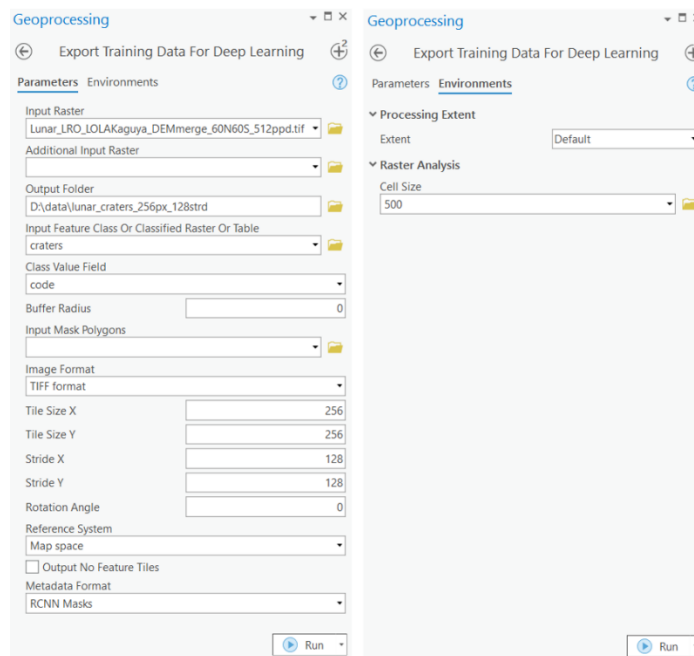 Geoprocessing
Export Training Data For Deep Learning
2
Parameters Environments
?
Input Raster
Lunar_LRO_LOLAKaguya_DEMmerge_60N60S_512ppd.tif
Additional Input Raster
Output Folder
D:\data\lunar_craters_256px_128strd
Input Feature Class Or Classified Raster Or Table
craters
Class Value Field
code
Buffer Radius 0
Input Mask Polygons
Image Format
TIFF format
Tile Size X 256
Tile Size Y 256
Stride X 128
Stride Y 128
Rotation Angle 0
Reference System
Map space
Output No Feature Tiles
Metadata Format
RCNN Masks
Run
Geoprocessing
Export Training Data For Deep Learning
Parameters Environments
Processing Extent
Extent Default
Raster Analysis
Cell Size
500
Run